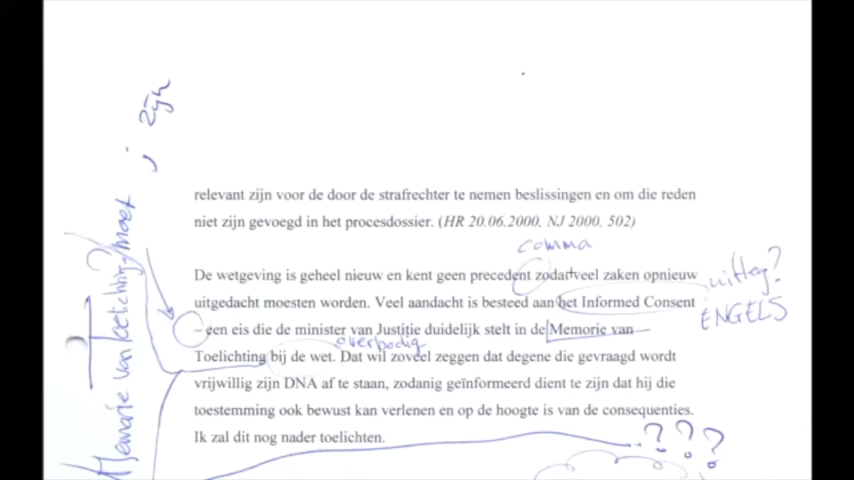 relevant zijn voor de door de strafrechter te nemen beslissingen en om die reden
niet zijn gevoegd in het procesdossier. (HR 20.06.2000, NJ 2000, 502)
comma
De wetgeving is geheel nieuw en kent geen precedent zodat veel zaken opnieuw
uitleg?
uitgedacht moesten worden. Veel aandacht is besteed aan het Informed Consent
ENGELS
– een eis die de minister van Justitie duidelijk stelt in de Memorie van
overbodig
Toelichting bij de wet. Dat wil zoveel zeggen dat degene die gevraagd wordt
vrijwillig zijn DNA af te staan, zodanig geïnformeerd dient te zijn dat hij die
toestemming ook bewust kan verlenen en op de hoogte is van de consequenties.
Ik zal dit nog nader toelichten.
???
Memorie van toelichting? moet
; zijn